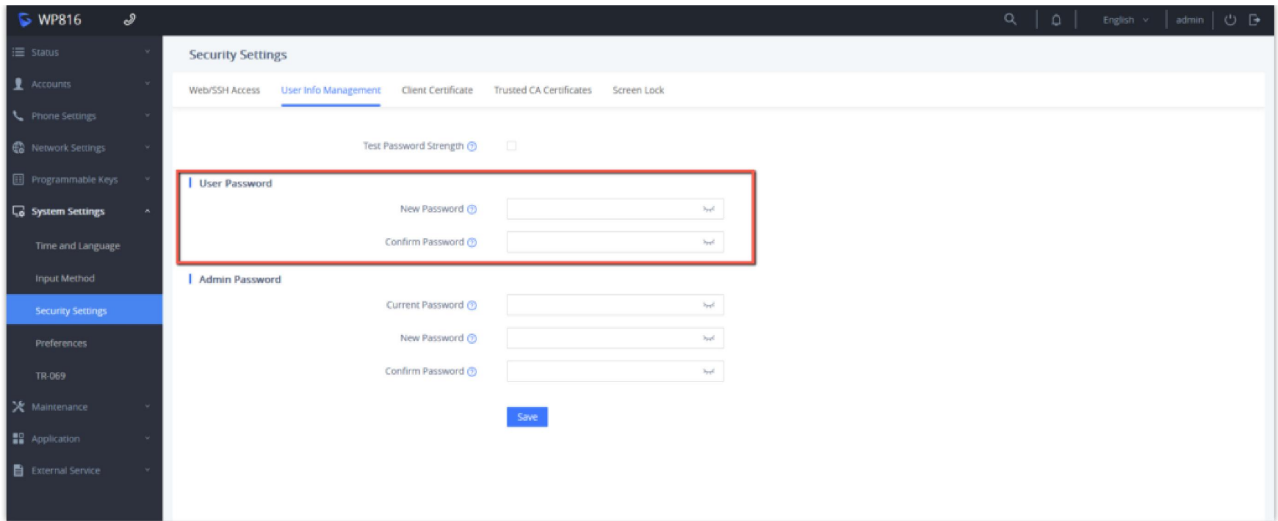 WP816
English
admin
Status
Accounts
Phone Settings
Network Settings
Programmable Keys
System Settings
Time and Language
Input Method
Security Settings
Preferences
TR-069
Maintenance
Application
External Service
Security Settings
Web/SSH Access User Info Management Client Certificate Trusted CA Certificates Screen Lock
Test Password Strength
User Password
New Password
Confirm Password
Admin Password
Current Password
New Password
Confirm Password
Save